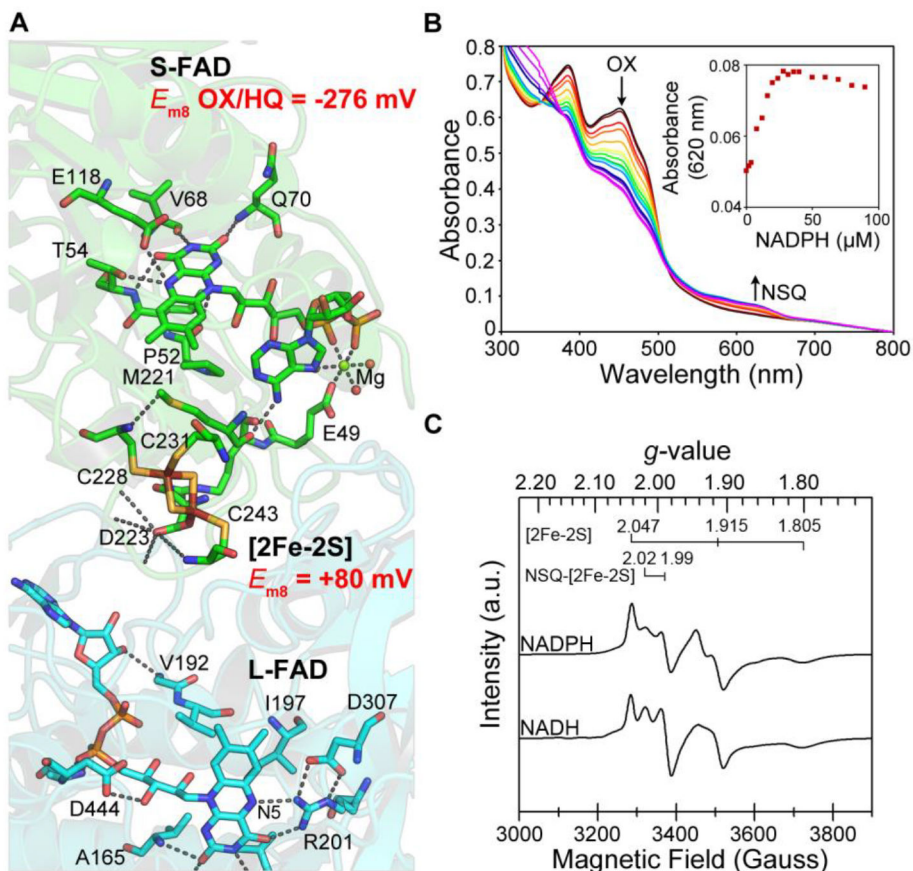 A
S-FAD
Em8 OX/HQ = -276 mV
E118
V68
Q70
T54
P52
M221
Mg
C231
E49
C228
C243
D223
[2Fe-2S]
Em8 = +80 mV
V192
L-FAD
I197
D307
N5
D444
R201
A165
B
0.8
0.7
0.6
0.5
0.4
0.3
0.2
0.1
0
Absorbance
OX
NSQ
300 400 500 600 700 800
Wavelength (nm)
0.08
0.06
0.04
Absorbance
(620 nm)
0 50 100
NADPH (µM)
C
g-value
2.20 2.10 2.00 1.90 1.80
[2Fe-2S]
2.047
1.915
1.805
2.02 1.99
NSQ-[2Fe-2S]
NADPH
NADH
Intensity (a.u.)
3000 3200 3400 3600 3800
Magnetic Field (Gauss)